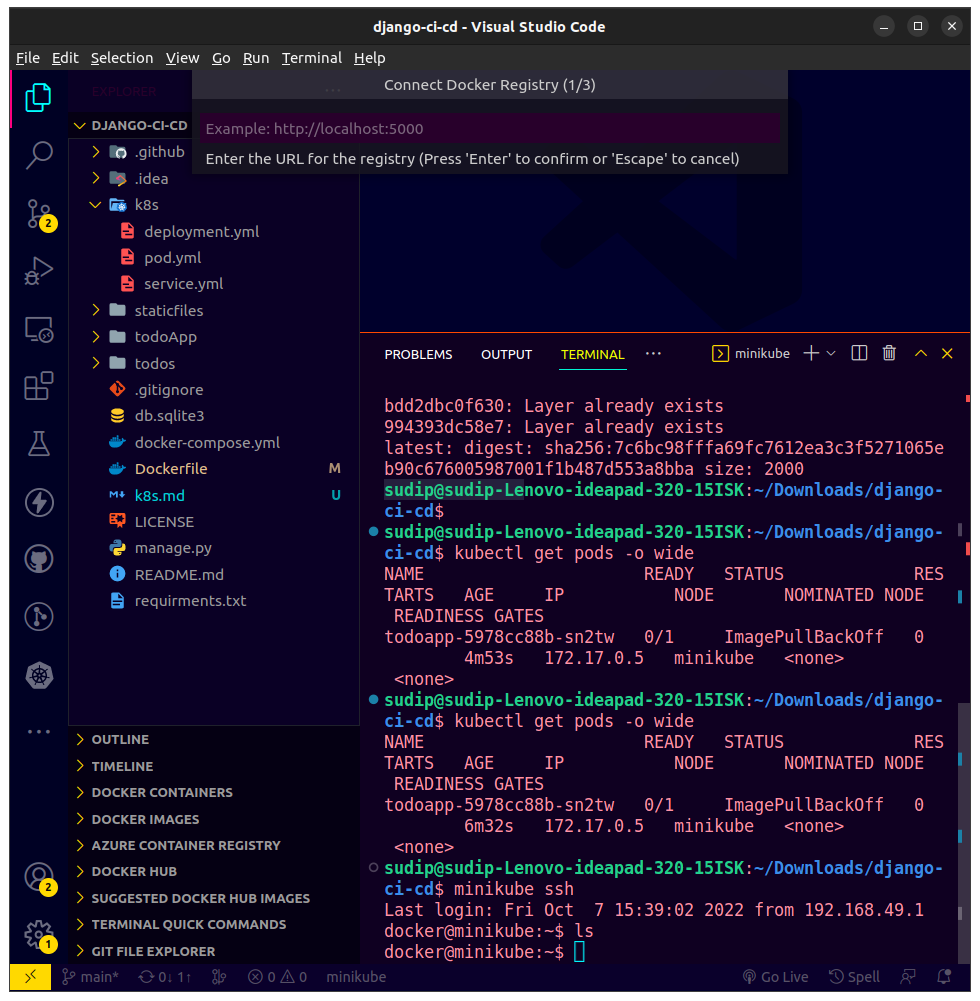 django-ci-cd - Visual Studio Code
File Edit Selection View Go Run Terminal Help
EXPLORER
Connect Docker Registry (1/3)
Example: http://localhost:5000
Enter the URL for the registry (Press 'Enter' to confirm or 'Escape' to cancel)
DJANGO-CI-CD
.github
.idea
k8s
deployment.yml
pod.yml
service.yml
staticfiles
todoApp
todos
.gitignore
db.sqlite3
docker-compose.yml
Dockerfile M
k8s.md U
LICENSE
manage.py
README.md
requirments.txt
OUTLINE
TIMELINE
DOCKER CONTAINERS
DOCKER IMAGES
AZURE CONTAINER REGISTRY
DOCKER HUB
SUGGESTED DOCKER HUB IMAGES
TERMINAL QUICK COMMANDS
GIT FILE EXPLORER
2
2
1
PROBLEMS OUTPUT TERMINAL ··· minikube
bdd2dbc0f630: Layer already exists
994393dc58e7: Layer already exists
latest: digest: sha256:7c6bc98fffa69fc7612ea3c3f5271065e
b90c676005987001f1b487d553a8bba size: 2000
sudip@sudip-Lenovo-ideapad-320-15ISK:~/Downloads/django-
ci-cd$
sudip@sudip-Lenovo-ideapad-320-15ISK:~/Downloads/django-
ci-cd$ kubectl get pods -o wide
NAME READY STATUS RES
TARTS AGE IP NODE NOMINATED NODE
READINESS GATES
todoapp-5978cc88b-sn2tw 0/1 ImagePullBackOff 0
4m53s 172.17.0.5 minikube <none>
<none>
sudip@sudip-Lenovo-ideapad-320-15ISK:~/Downloads/django-
ci-cd$ kubectl get pods -o wide
NAME READY STATUS RES
TARTS AGE IP NODE NOMINATED NODE
READINESS GATES
todoapp-5978cc88b-sn2tw 0/1 ImagePullBackOff 0
6m32s 172.17.0.5 minikube <none>
<none>
sudip@sudip-Lenovo-ideapad-320-15ISK:~/Downloads/django-
ci-cd$ minikube ssh
Last login: Fri Oct 7 15:39:02 2022 from 192.168.49.1
docker@minikube:~$ ls
docker@minikube:~$
main* 0↓ 1↑ 0 0 minikube Go Live Spell